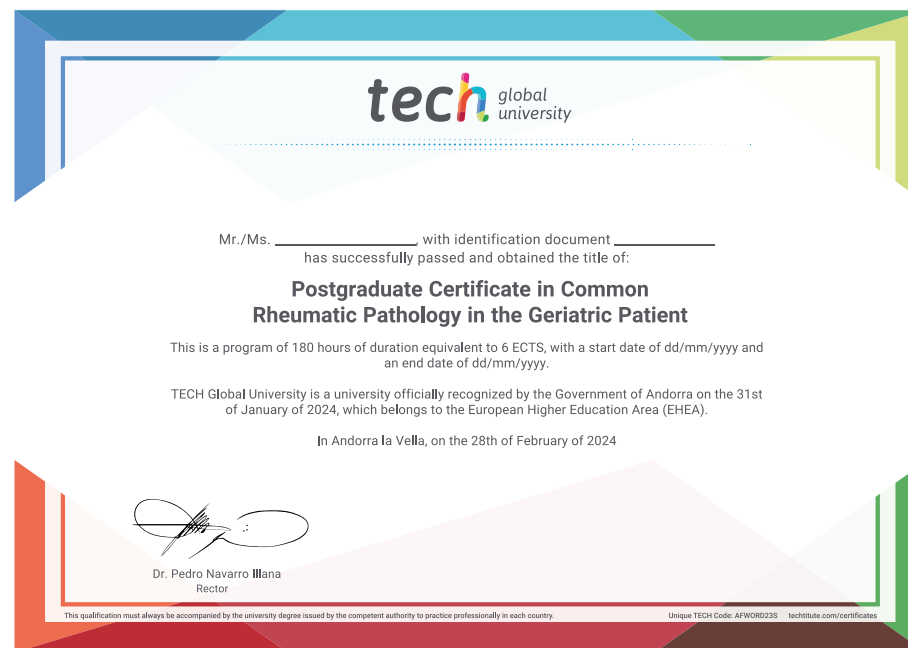 tech global
university
Mr./Ms. ____________, with identification document ____________
has successfully passed and obtained the title of:
Postgraduate Certificate in Common
Rheumatic Pathology in the Geriatric Patient
This is a program of 180 hours of duration equivalent to 6 ECTS, with a start date of dd/mm/yyyy and
an end date of dd/mm/yyyy.
TECH Global University is a university officially recognized by the Government of Andorra on the 31st
of January of 2024, which belongs to the European Higher Education Area (EHEA).
In Andorra la Vella, on the 28th of February of 2024
Dr. Pedro Navarro Illana
Rector
This qualification must always be accompanied by the university degree issued by the competent authority to practice professionally in each country. Unique TECH Code: AFWORD23S techtitute.com/certificates